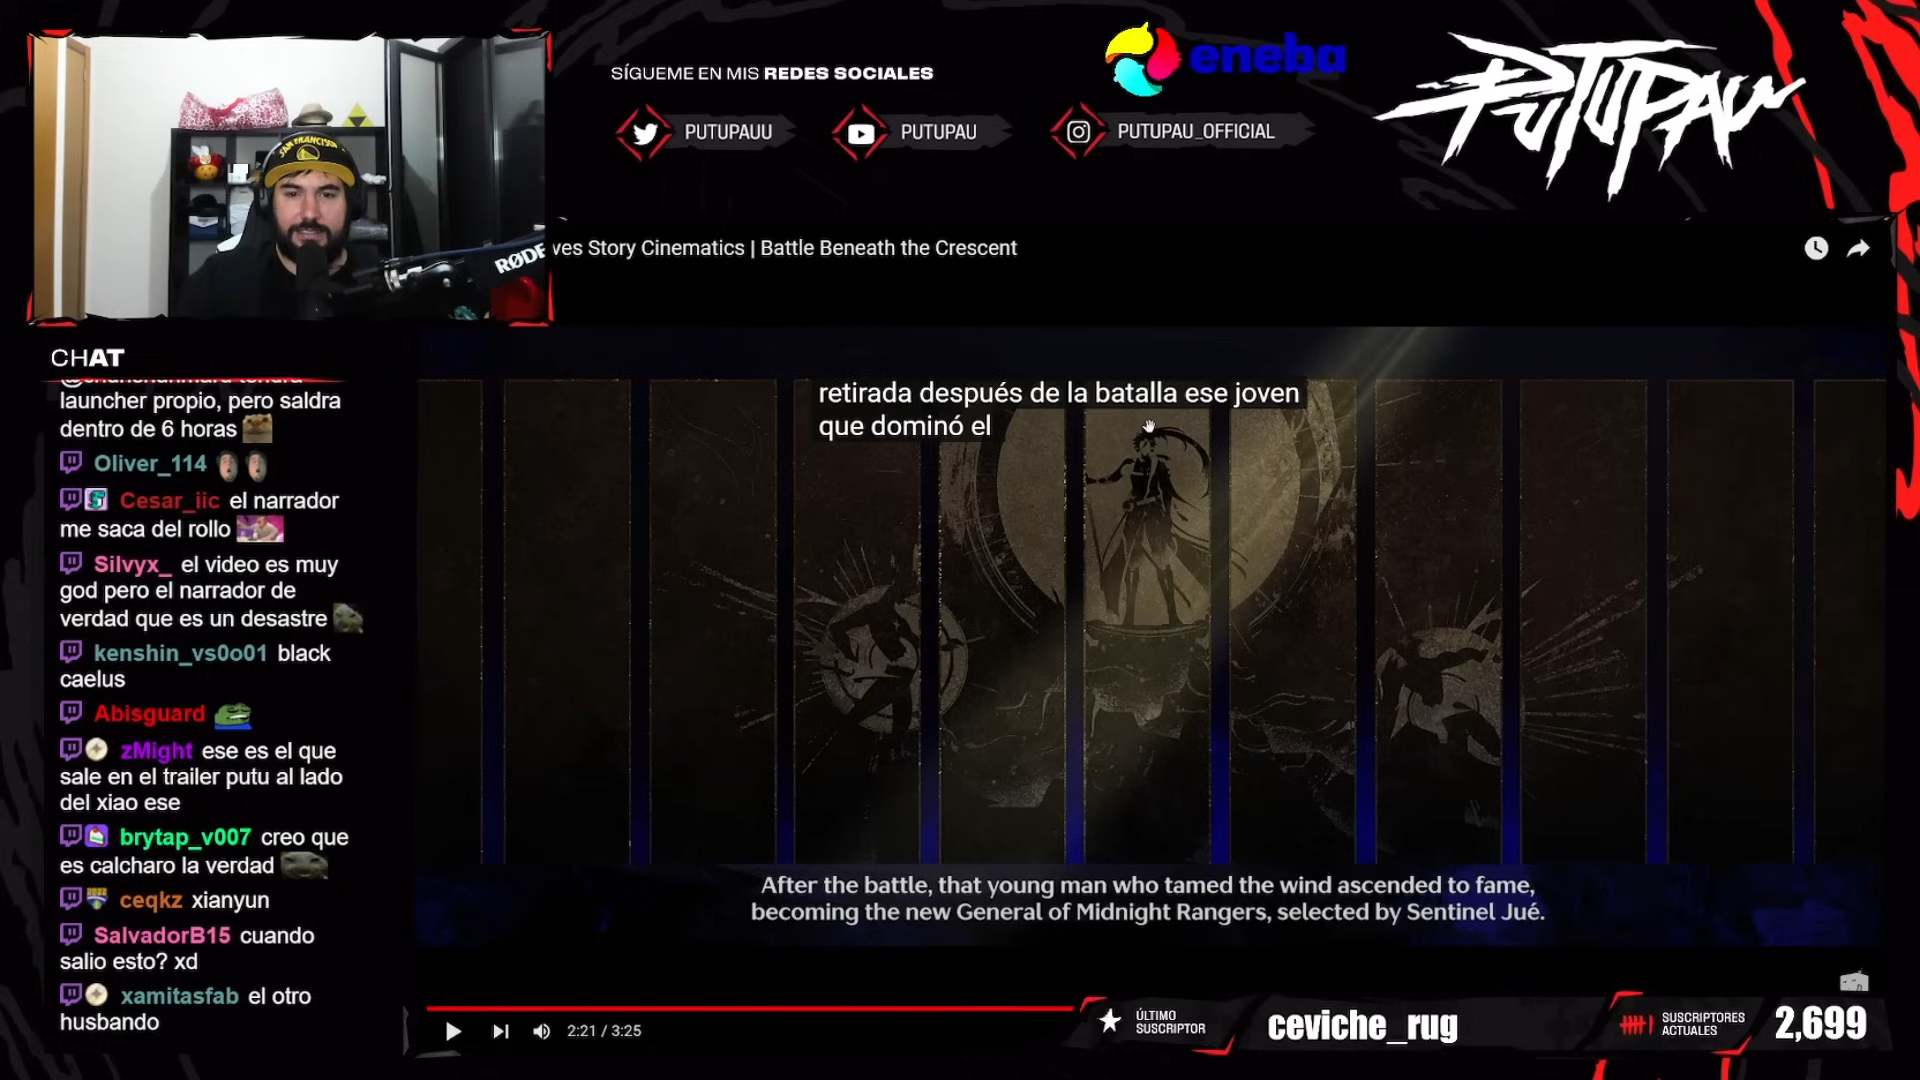 SÍGUEME EN MIS REDES SOCIALES
eneba
PUTUPAU
PUTUPAUU
PUTUPAU
PUTUPAU_OFFICIAL
SAN FRANCISCO
RØDE
ves Story Cinematics | Battle Beneath the Crescent
CHAT
launcher propio, pero saldra
dentro de 6 horas
Oliver_114
Cesar_iic el narrador
me saca del rollo
Silvyx_ el video es muy
god pero el narrador de
verdad que es un desastre
kenshin_vs0o01 black
caelus
Abisguard
zMight ese es el que
sale en el trailer putu al lado
del xiao ese
brytap_v007 creo que
es calcharo la verdad
ceqkz xianyun
SalvadorB15 cuando
salio esto? xd
xamitasfab el otro
husbando
retirada después de la batalla ese joven
que dominó el
After the battle, that young man who tamed the wind ascended to fame,
becoming the new General of Midnight Rangers, selected by Sentinel Jué.
2:21 / 3:25
ÚLTIMO
SUSCRIPTOR
ceviche_rug
SUSCRIPTORES
ACTUALES
2,699